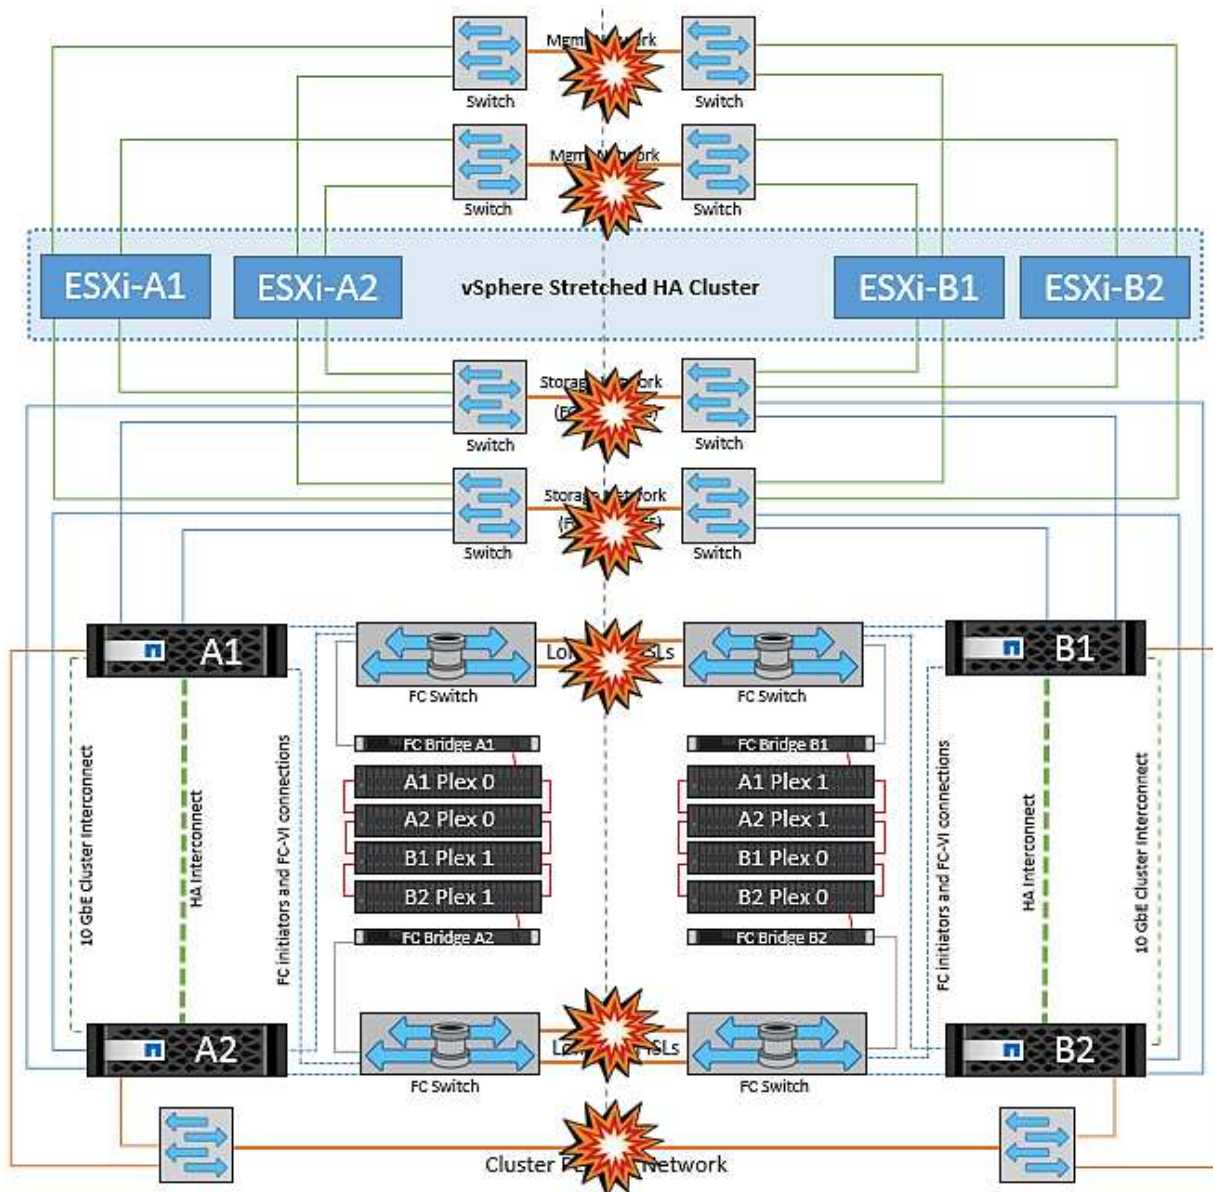 Switch
Switch
Switch
Switch
ESXi-A1
ESXi-A2
vSphere Stretched HA Cluster
ESXi-B1
ESXi-B2
Switch
Switch
Switch
Switch
A1
B1
FC Switch
FC Switch
FC Bridge A1
FC Bridge B1
A1 Plex 0
A1 Plex 1
A2 Plex 0
A2 Plex 1
B1 Plex 1
B1 Plex 0
B2 Plex 1
B2 Plex 0
FC Bridge A2
FC Bridge B2
10 GbE Cluster Interconnect
HA Interconnect
FC initiators and FC-VI connections
FC initiators and FC-VI connections
HA Interconnect
10 GbE Cluster Interconnect
A2
B2
FC Switch
FC Switch
Cluster Network